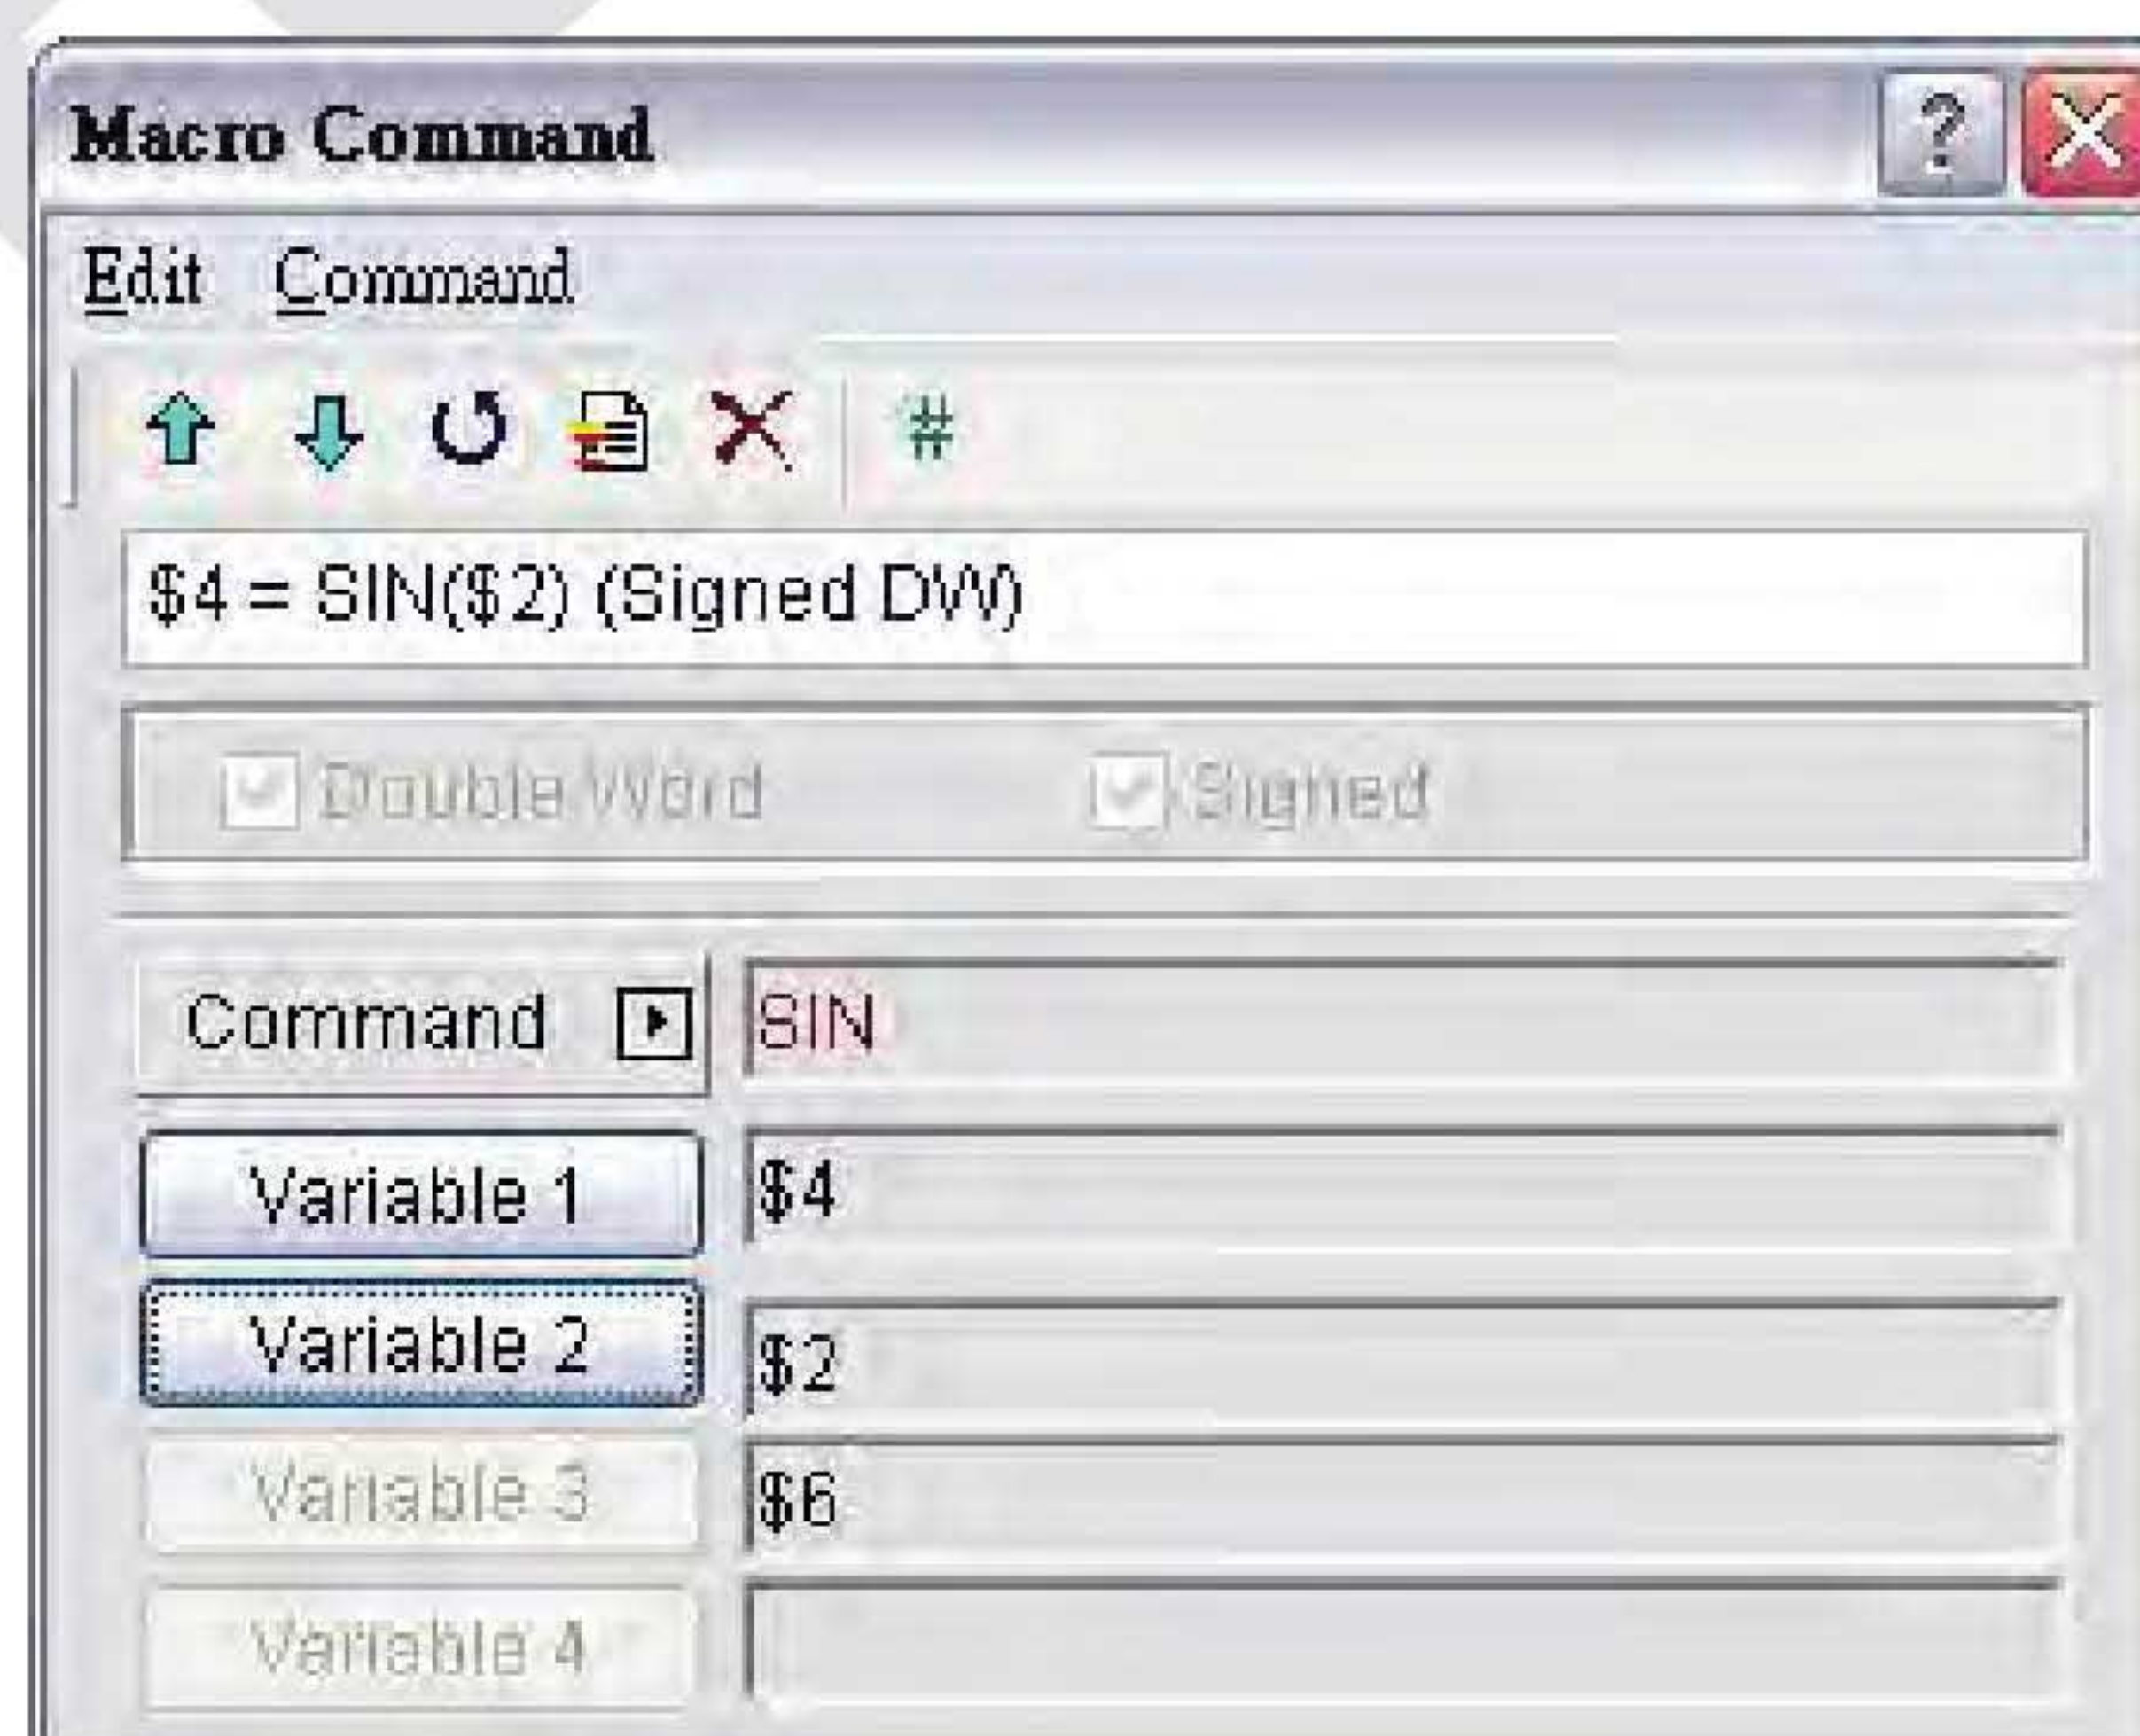 Macro Command
?
Edit Command
#
$4 = SIN($2) (Signed DW)
Double Word Signed
Command SIN
Variable 1 $4
Variable 2 $2
Variable 3 $6
Variable 4